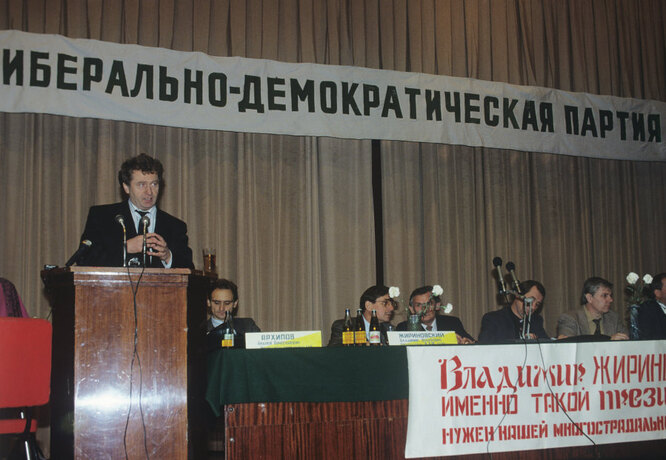 ИБЕРАЛЬНО-ДЕМОКРАТИЧЕСКАЯ ПАРТИЯ
АРХИПОВ
ЖИРИНОВСКИЙ
ВЛАДИМИР ЖИРИН
ИМЕННО ТАКОЙ ПРЕЗИ
НУЖЕН НАШЕЙ МНОГОСТРАДАЛЬН